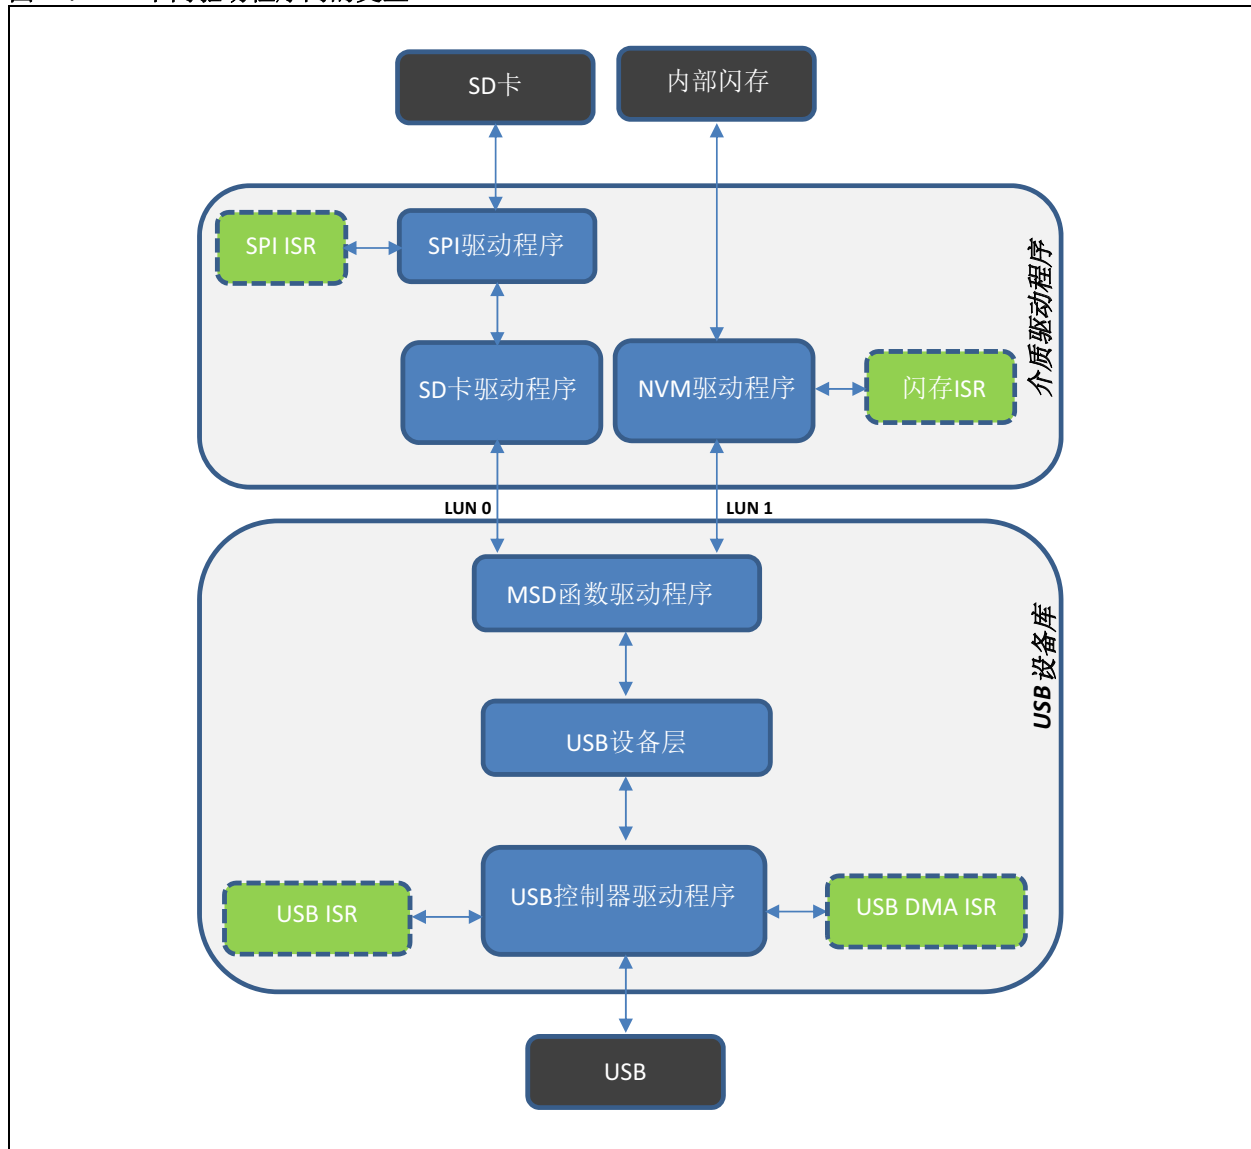 SD卡
内部闪存
SPI ISR
SPI驱动程序
介质驱动程序
SD卡驱动程序
NVM驱动程序
闪存ISR
LUN 0
LUN 1
MSD函数驱动程序
USB设备库
USB设备层
USB ISR
USB控制器驱动程序
USB DMA ISR
USB